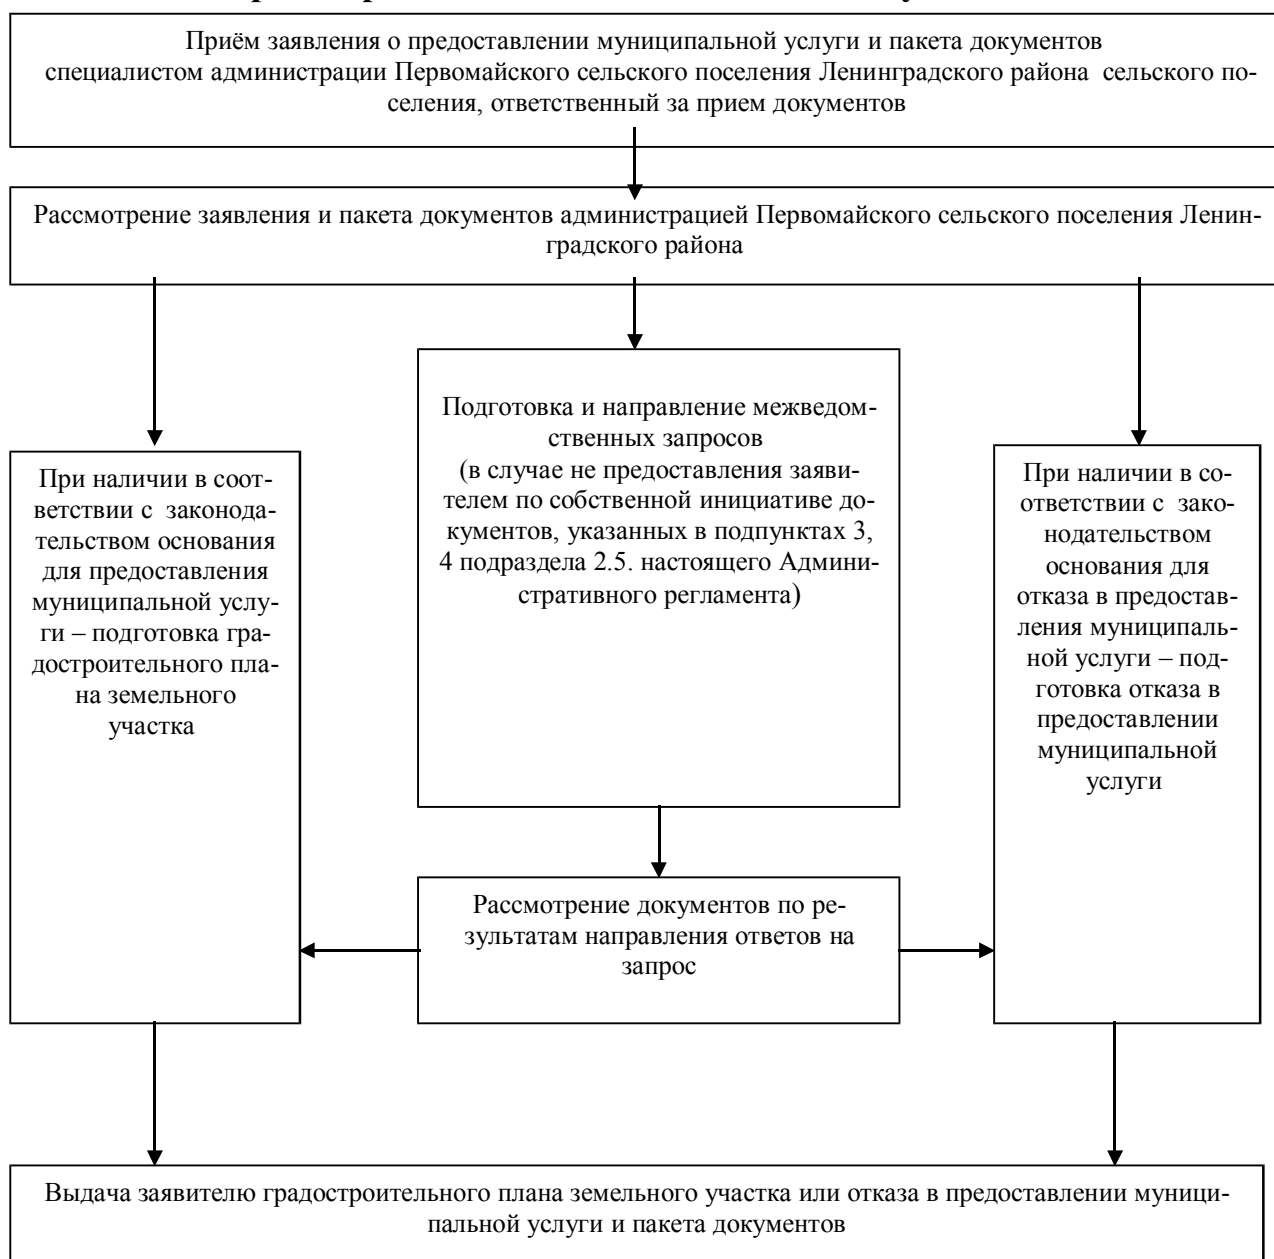 Приём заявления о предоставлении муниципальной услуги и пакета документов
специалистом администрации Первомайского сельского поселения Ленинградского района  сельского по-
селения, ответственный за прием документов
Рассмотрение заявления и пакета документов администрацией Первомайского сельского поселения Ленин-
градского района
Подготовка и направление межведом-
ственных запросов
(в случае не предоставления заяви-
телем по собственной инициативе до-
кументов, указанных в подпунктах 3,
4 подраздела 2.5. настоящего Админи-
стративного регламента)
При наличии в соот-
ветствии с  законода-
тельством основания
для предоставления
муниципальной услу-
ги – подготовка гра-
достроительного пла-
на земельного
участка
При наличии в со-
ответствии с  зако-
нодательством
основания для
отказа в предостав-
ления муниципаль-
ной услуги – под-
готовка отказа в
предоставлении
муниципальной
услуги
Рассмотрение документов по ре-
зультатам направления ответов на
запрос
Выдача заявителю градостроительного плана земельного участка или отказа в предоставлении муници-
пальной услуги и пакета документов